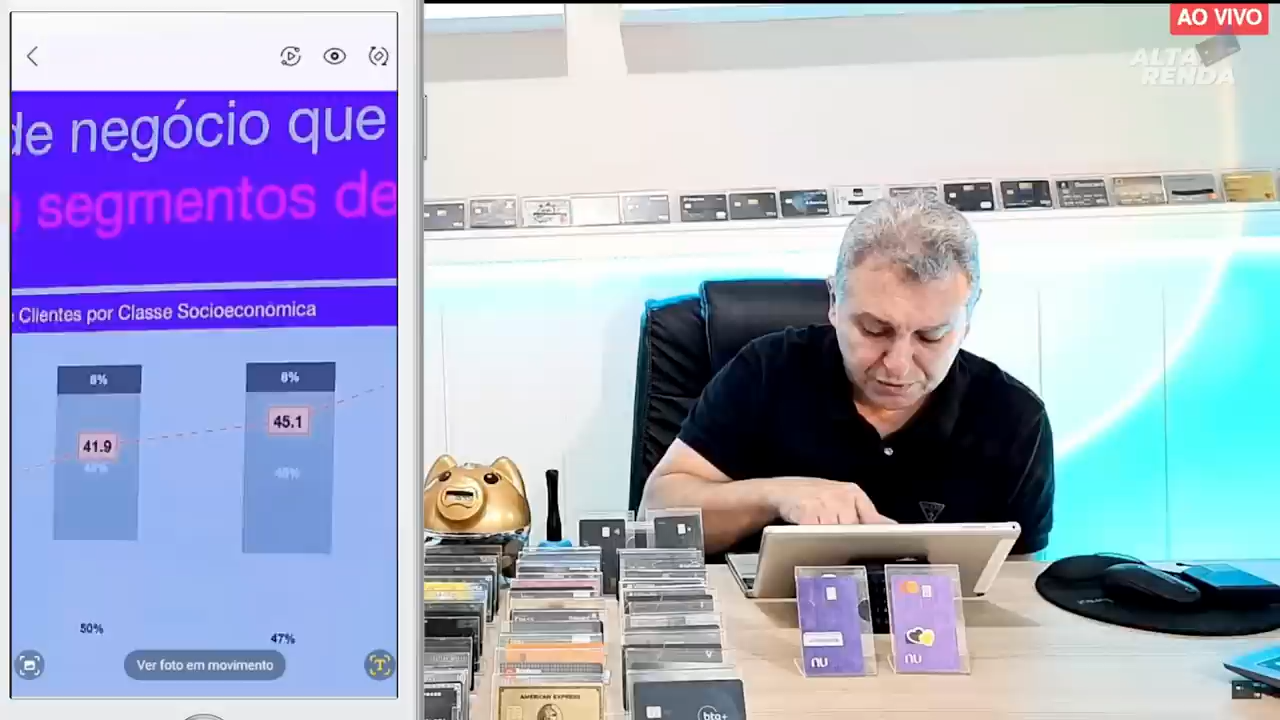 AO VIVO
ALTA
RENDA
de negócio que
segmentos de
Clientes por Classe Socioeconômica
8%
8%
41.9
45.1
50%
47%
Ver foto em movimento
T
nu
nu
AMERICAN EXPRESS
btg+